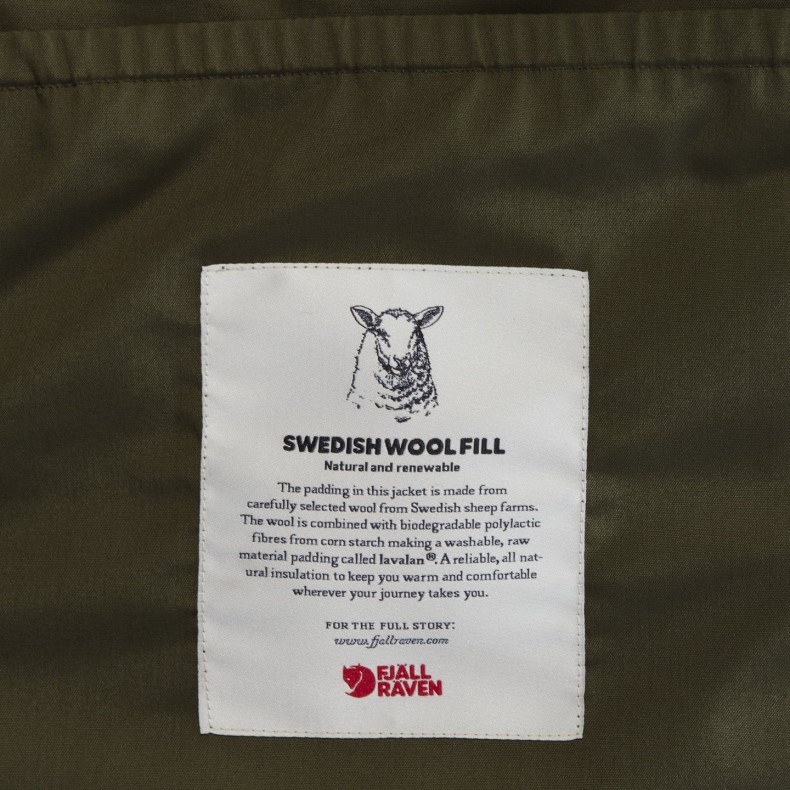 SWEDISH WOOL FILL
Natural and renewable
The padding in this jacket is made from
carefully selected wool from Swedish sheep farms.
The wool is combined with biodegradable polylactic
fibres from corn starch making a washable, raw
material padding called lavalan®. A reliable, all nat-
ural insulation to keep you warm and comfortable
wherever your journey takes you.
FOR THE FULL STORY:
www.fjallraven.com
FJÄLL
RÄVEN